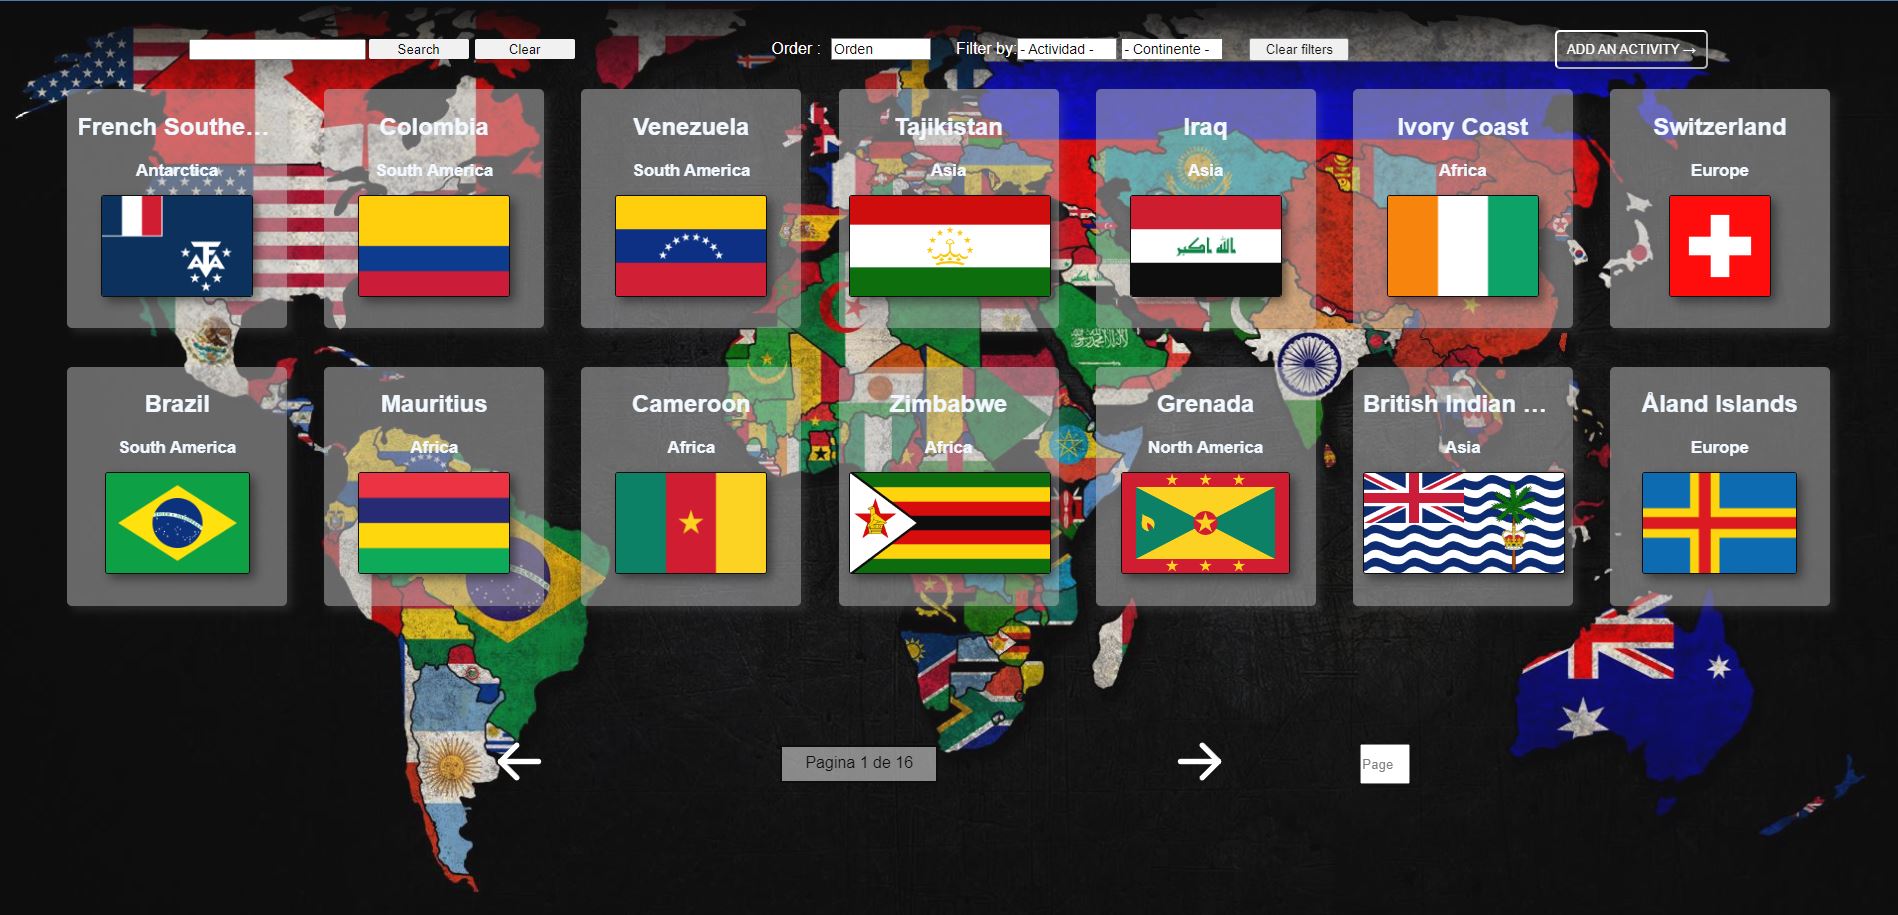 Search Clear Order : Orden Filter by: - Actividad - - Continente - Clear filters ADD AN ACTIVITY →
French Southe...
Antarctica
Colombia
South America
Venezuela
South America
Tajikistan
Asia
Iraq
Asia
الله اكبر
Ivory Coast
Africa
Switzerland
Europe
Brazil
South America
Mauritius
Africa
Cameroon
Africa
Zimbabwe
Africa
Grenada
North America
British Indian ...
Asia
Åland Islands
Europe
Pagina 1 de 16
Page